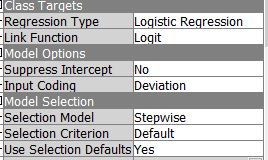 Class Targets
Regression Type Logistic Regression
Link Function Logit
Model Options
Suppress Intercept No
Input Coding Deviation
Model Selection
Selection Model Stepwise
Selection Criterion Default
Use Selection Defaults Yes